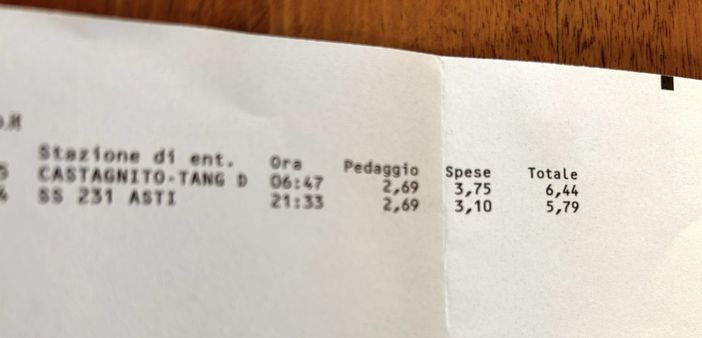 Stazione di ent. Ora Pedaggio Spese Totale
CASTAGNITO-TANG D 06:47 2,69 3,75 6,44
SS 231 ASTI 21:33 2,69 3,10 5,79